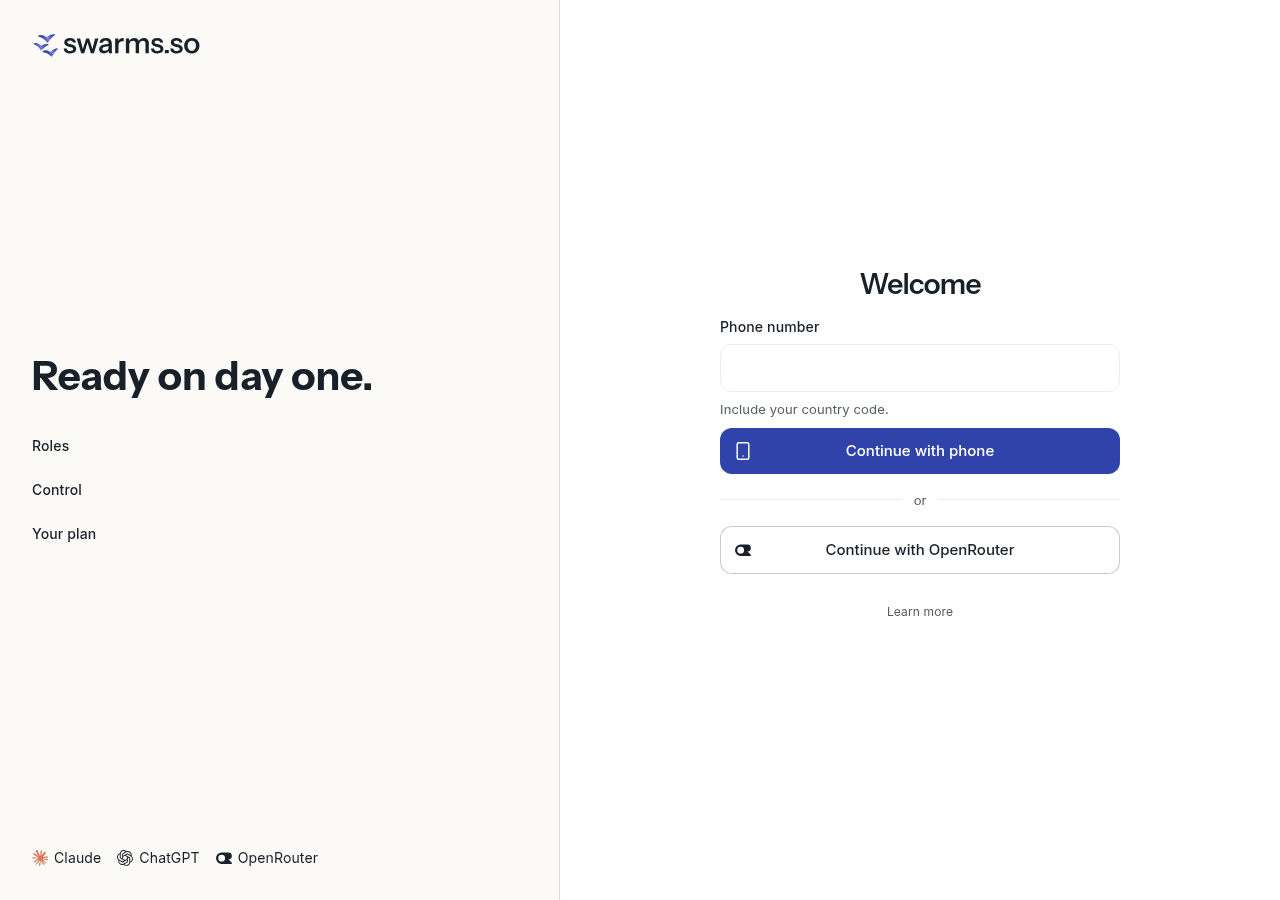 swarms.so
Ready on day one.
Roles
Control
Your plan
Claude
ChatGPT
OpenRouter
Welcome
Phone number
Include your country code.
Continue with phone
or
Continue with OpenRouter
Learn more